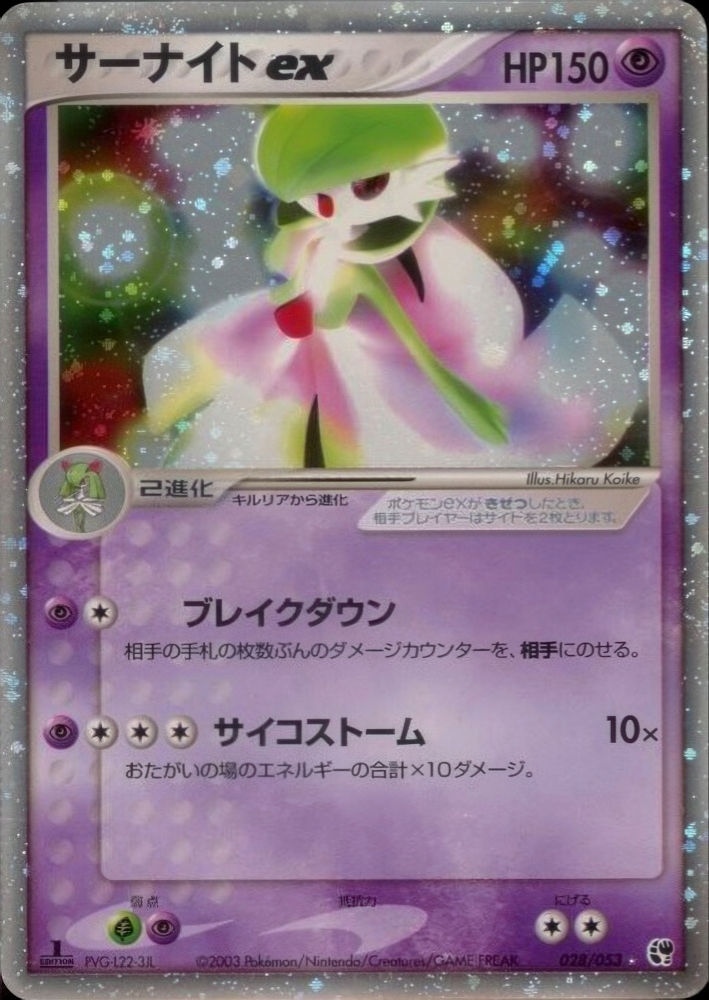 サーナイトex HP150
Illus.Hikaru Koike
2進化 キルリアから進化
ポケモンexがきぜつしたとき、
相手プレイヤーはサイドを2枚とります。
ブレイクダウン
相手の手札の枚数ぶんのダメージカウンターを、相手にのせる。
サイコストーム 10×
おたがいの場のエネルギーの合計×10ダメージ。
弱点 抵抗力 にげる
1 EDITION PVG-L22-3JL ©2003 Pokémon/Nintendo/Creatures/GAME FREAK 028/053